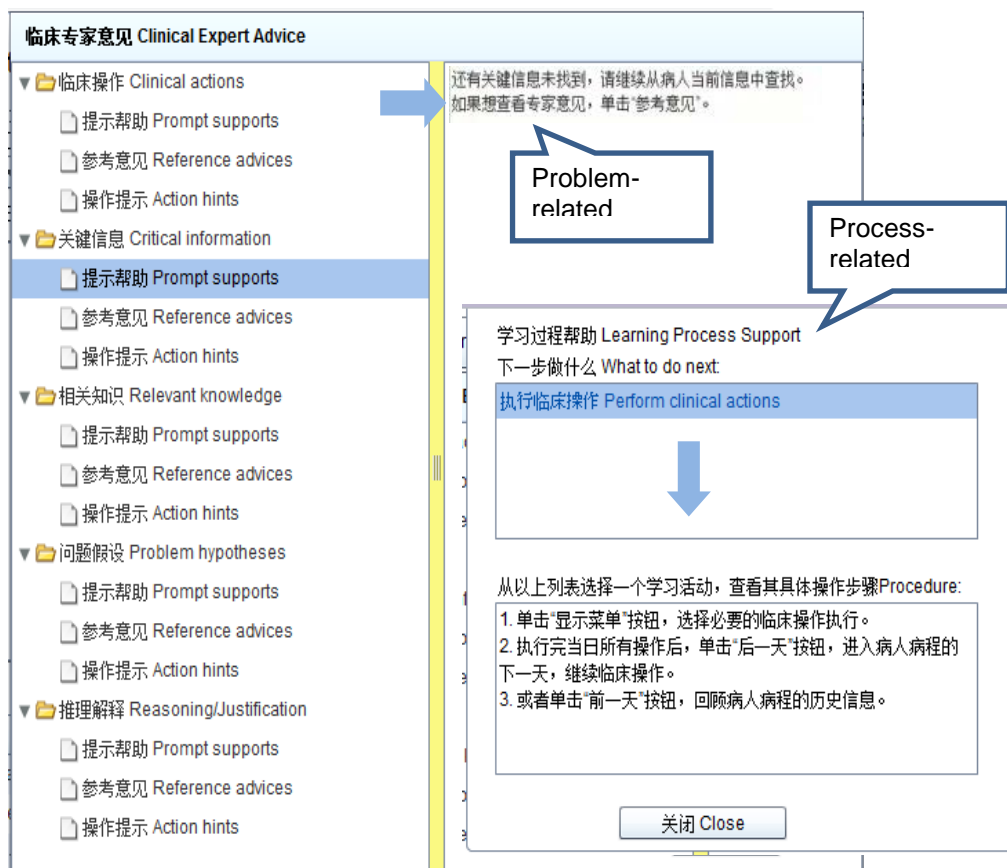 临床专家意见 Clinical Expert Advice
临床操作 Clinical actions
提示帮助 Prompt supports
参考意见 Reference advices
操作提示 Action hints
关键信息 Critical information
提示帮助 Prompt supports
参考意见 Reference advices
操作提示 Action hints
相关知识 Relevant knowledge
提示帮助 Prompt supports
参考意见 Reference advices
操作提示 Action hints
问题假设 Problem hypotheses
提示帮助 Prompt supports
参考意见 Reference advices
操作提示 Action hints
推理解释 Reasoning/Justification
提示帮助 Prompt supports
参考意见 Reference advices
操作提示 Action hints
还有关键信息未找到，请继续从病人当前信息中查找。
如果想查看专家意见，单击“参考意见”。
Problem-
related
Process-
related
学习过程帮助 Learning Process Support
下一步做什么 What to do next:
执行临床操作 Perform clinical actions
从以上列表选择一个学习活动，查看其具体操作步骤Procedure:
1. 单击“显示菜单”按钮，选择必要的临床操作执行。
2. 执行完当日所有操作后，单击“后一天”按钮，进入病人病程的
下一天，继续临床操作。
3. 或者单击“前一天”按钮，回顾病人病程的历史信息。
关闭 Close